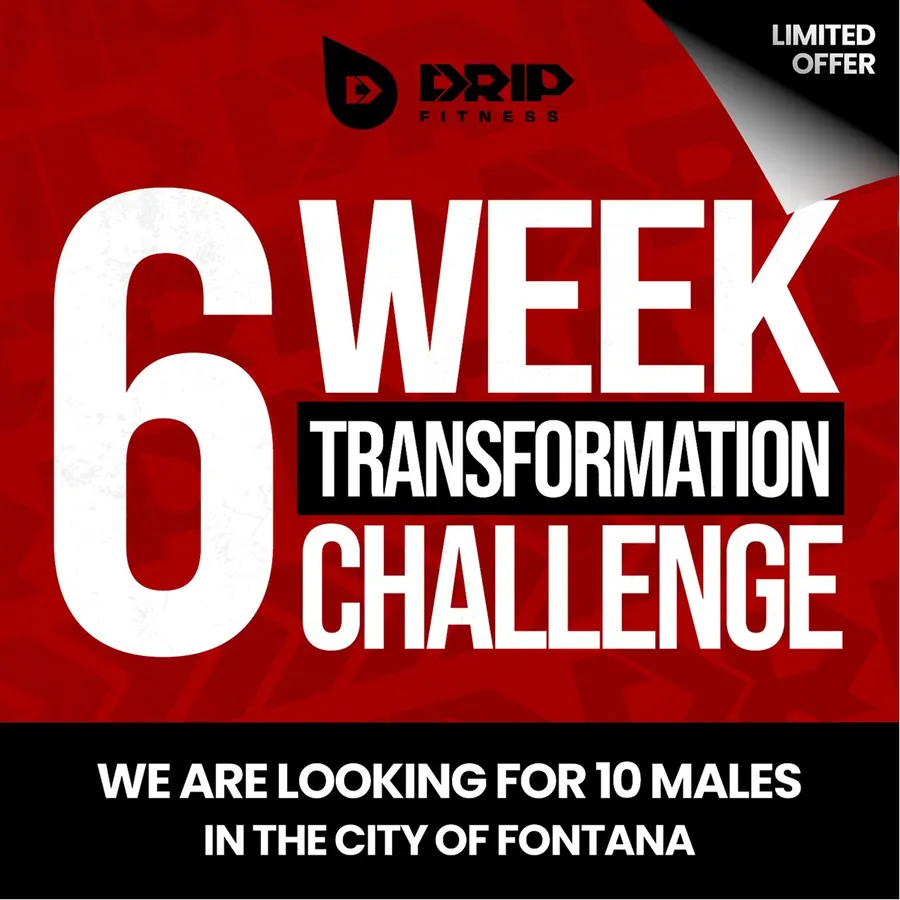 LIMITED
OFFER
DRIP
FITNESS
6 WEEK
TRANSFORMATION
CHALLENGE
WE ARE LOOKING FOR 10 MALES
IN THE CITY OF FONTANA